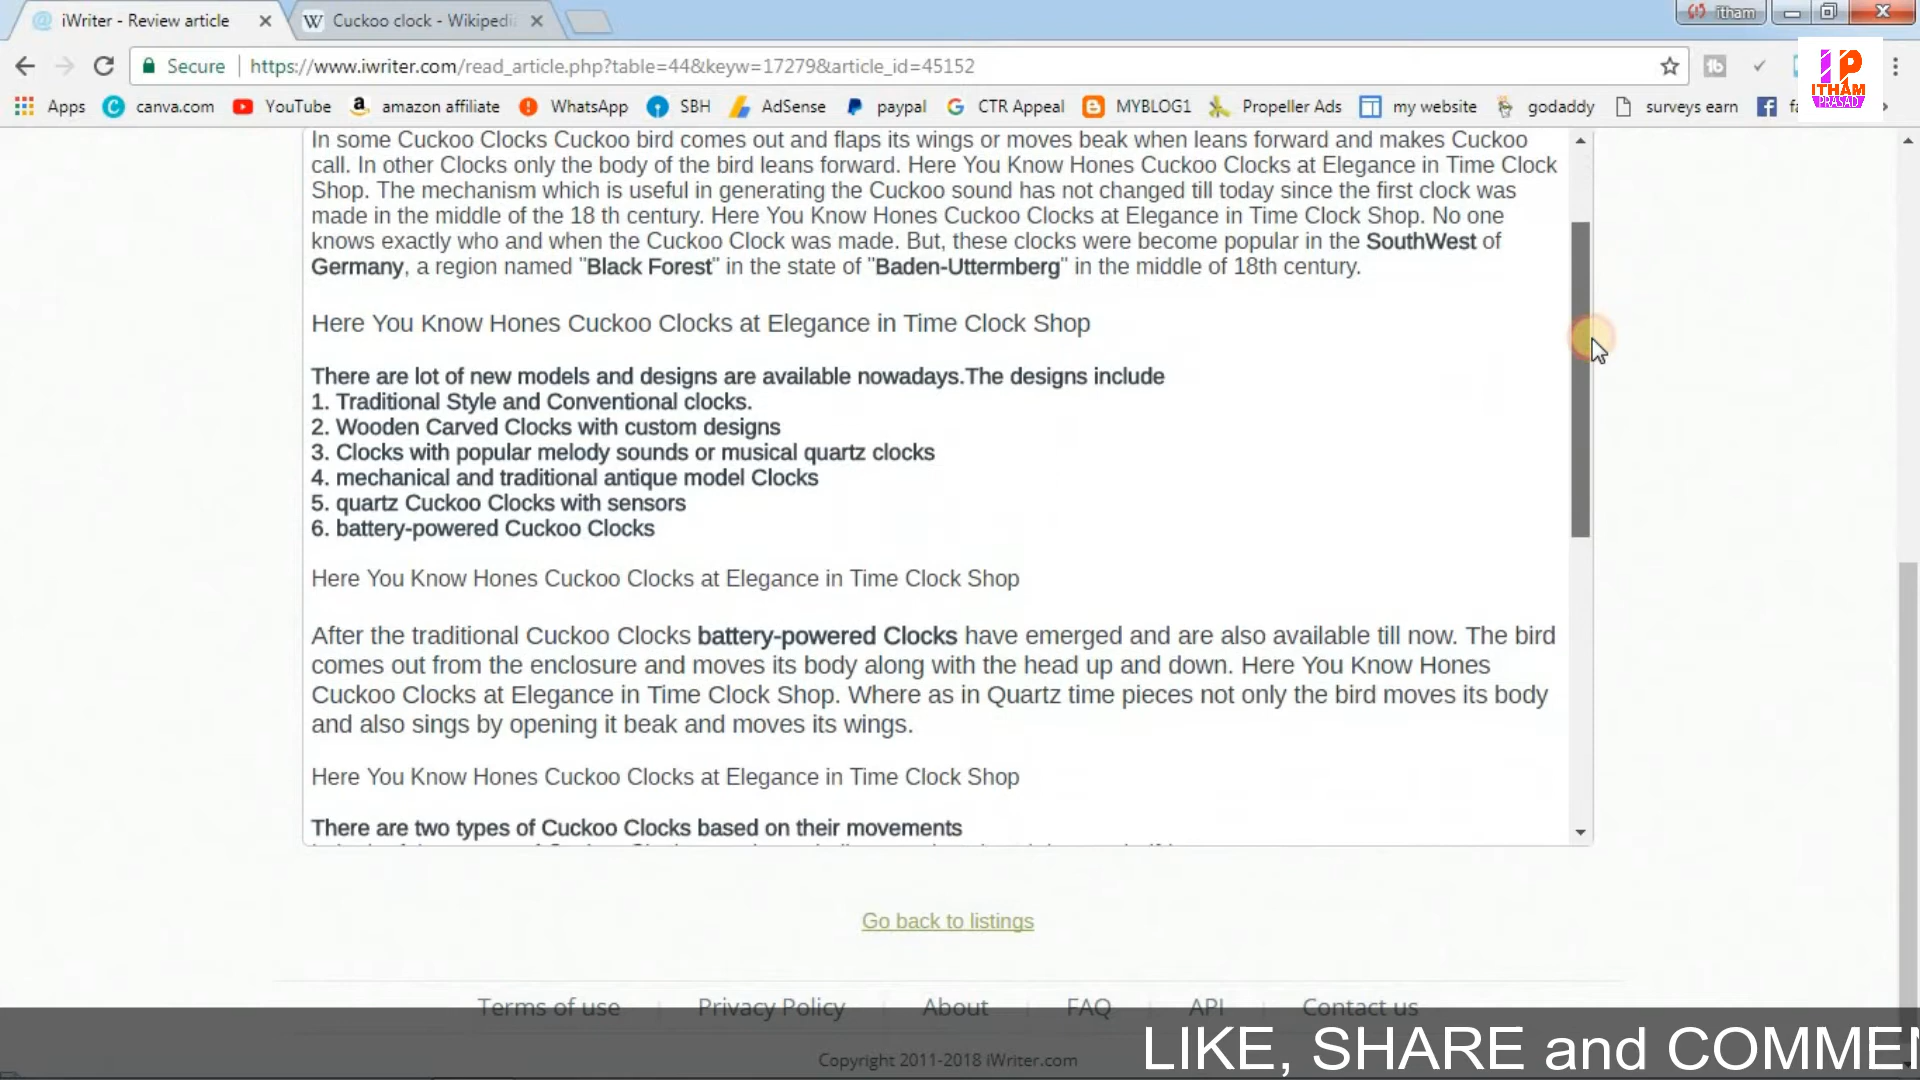 iWriter - Review article
Cuckoo clock - Wikipedi
itham
Secure
https://www.iwriter.com/read_article.php?table=44&keyw=17279&article_id=45152
IP
ITHAM
PRASAD
Apps
canva.com
YouTube
amazon affiliate
WhatsApp
SBH
AdSense
paypal
CTR Appeal
MYBLOG1
Propeller Ads
my website
godaddy
surveys earn
In some Cuckoo Clocks Cuckoo bird comes out and flaps its wings or moves beak when leans forward and makes Cuckoo
call. In other Clocks only the body of the bird leans forward. Here You Know Hones Cuckoo Clocks at Elegance in Time Clock
Shop. The mechanism which is useful in generating the Cuckoo sound has not changed till today since the first clock was
made in the middle of the 18 th century. Here You Know Hones Cuckoo Clocks at Elegance in Time Clock Shop. No one
knows exactly who and when the Cuckoo Clock was made. But, these clocks were become popular in the SouthWest of
Germany, a region named "Black Forest" in the state of "Baden-Uttermberg" in the middle of 18th century.
Here You Know Hones Cuckoo Clocks at Elegance in Time Clock Shop
There are lot of new models and designs are available nowadays.The designs include
1. Traditional Style and Conventional clocks.
2. Wooden Carved Clocks with custom designs
3. Clocks with popular melody sounds or musical quartz clocks
4. mechanical and traditional antique model Clocks
5. quartz Cuckoo Clocks with sensors
6. battery-powered Cuckoo Clocks
Here You Know Hones Cuckoo Clocks at Elegance in Time Clock Shop
After the traditional Cuckoo Clocks battery-powered Clocks have emerged and are also available till now. The bird
comes out from the enclosure and moves its body along with the head up and down. Here You Know Hones
Cuckoo Clocks at Elegance in Time Clock Shop. Where as in Quartz time pieces not only the bird moves its body
and also sings by opening it beak and moves its wings.
Here You Know Hones Cuckoo Clocks at Elegance in Time Clock Shop
There are two types of Cuckoo Clocks based on their movements
Go back to listings
Terms of use
Privacy Policy
About
FAQ
API
Contact us
Copyright 2011-2018 iWriter.com
LIKE, SHARE and COMMEN